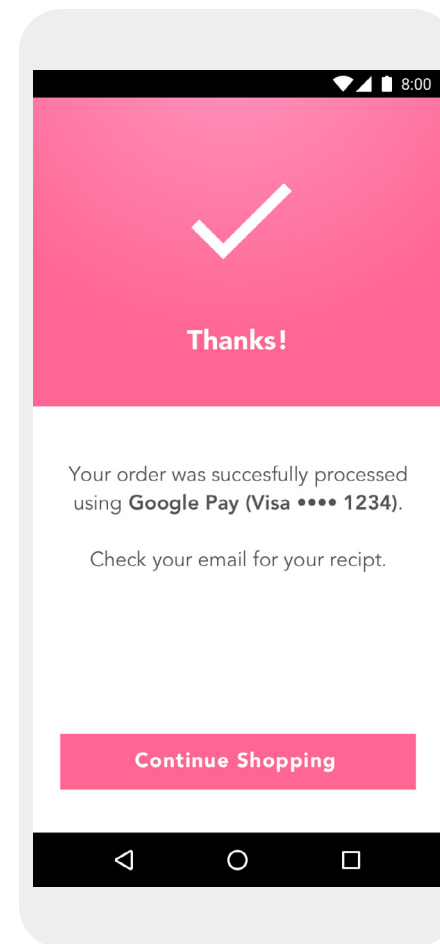 8:00
Thanks!
Your order was succesfully processed
using Google Pay (Visa •••• 1234).
Check your email for your recipt.
Continue Shopping